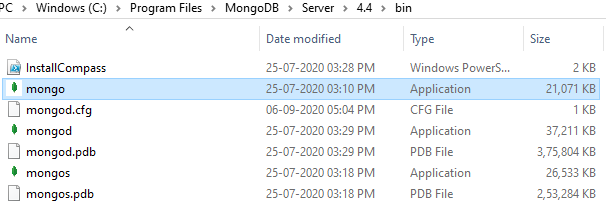 PC > Windows (C:) > Program Files > MongoDB > Server > 4.4 > bin
Name Date modified Type Size
InstallCompass 25-07-2020 03:28 PM Windows PowerS... 2 KB
mongo 25-07-2020 03:10 PM Application 21,071 KB
mongod.cfg 06-09-2020 05:04 PM CFG File 1 KB
mongod 25-07-2020 03:29 PM Application 37,211 KB
mongod.pdb 25-07-2020 03:29 PM PDB File 3,75,804 KB
mongos 25-07-2020 03:18 PM Application 26,533 KB
mongos.pdb 25-07-2020 03:18 PM PDB File 2,53,284 KB